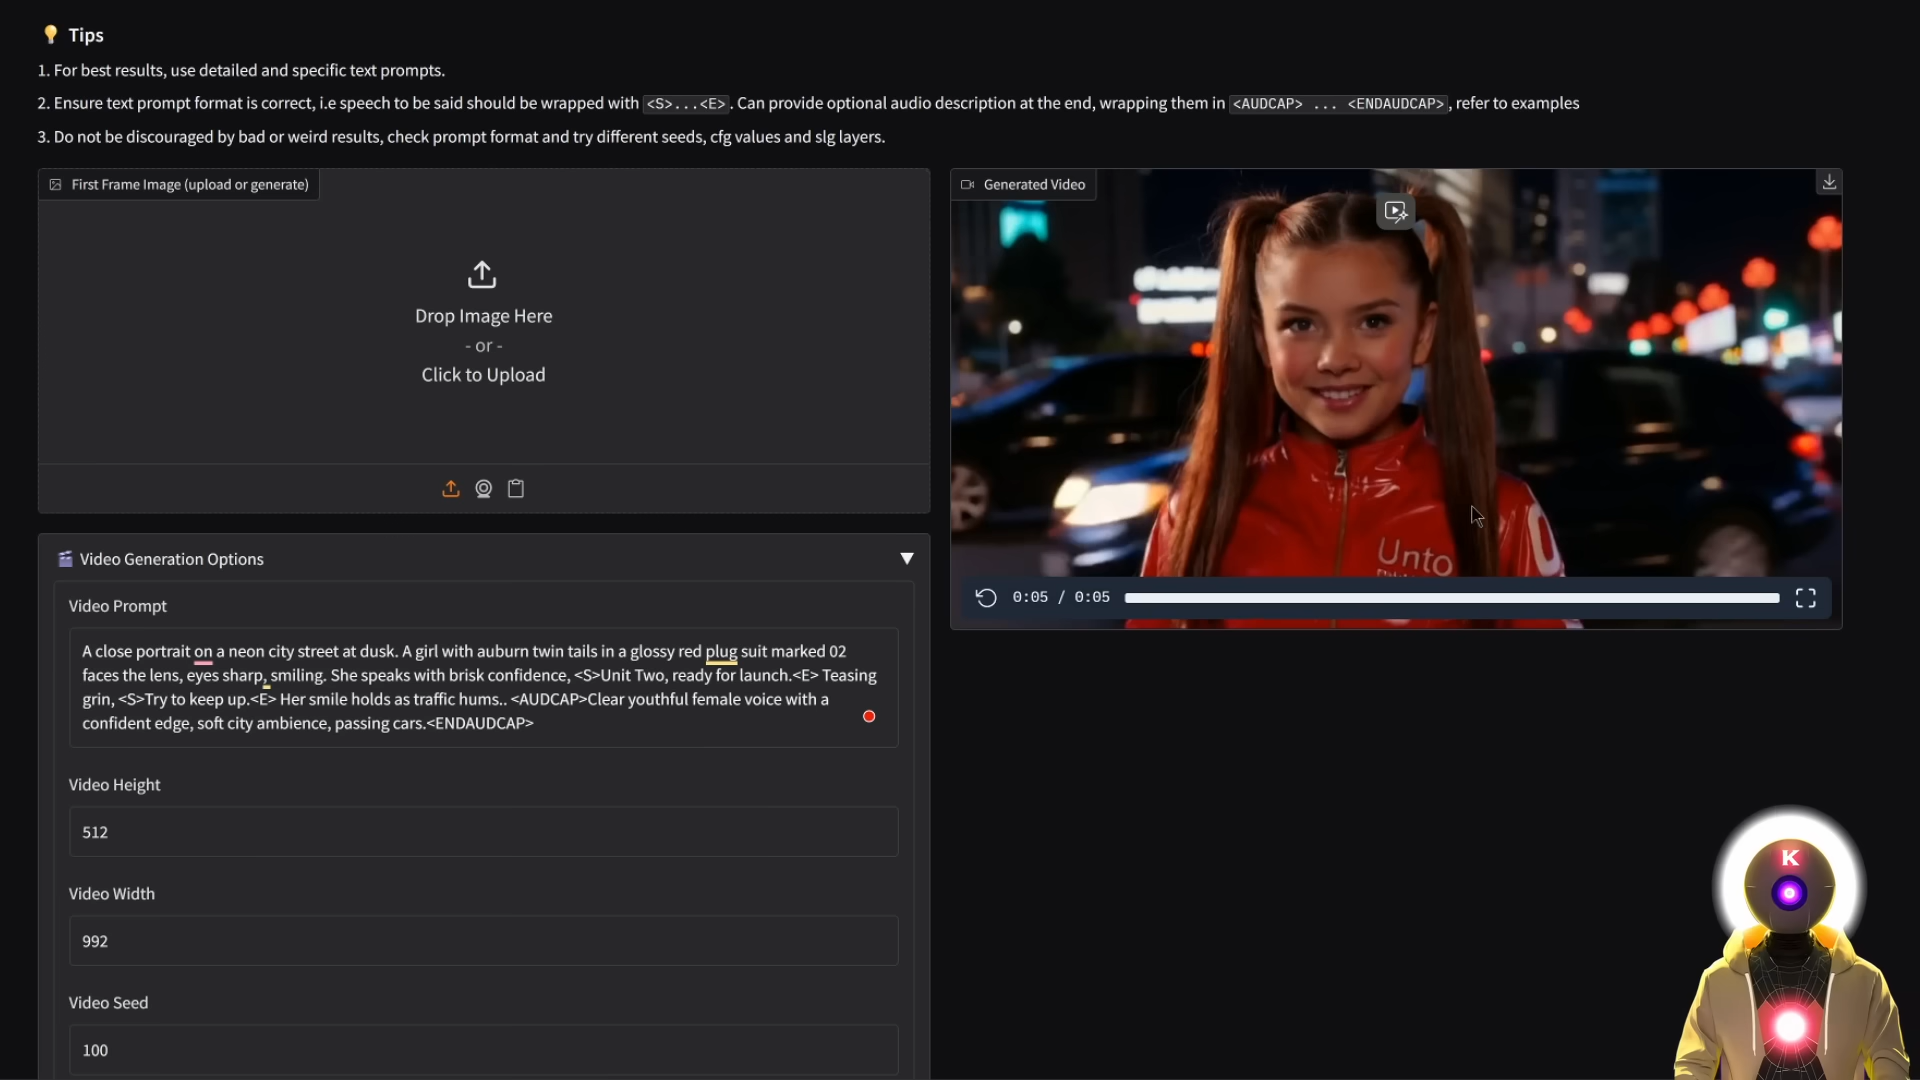 Tips
1. For best results, use detailed and specific text prompts.
2. Ensure text prompt format is correct, i.e speech to be said should be wrapped with <S>...<E>. Can provide optional audio description at the end, wrapping them in <AUDCAP> ... <ENDAUDCAP>, refer to examples
3. Do not be discouraged by bad or weird results, check prompt format and try different seeds, cfg values and slg layers.
First Frame Image (upload or generate)
Drop Image Here
- or -
Click to Upload
Video Generation Options
Video Prompt
A close portrait on a neon city street at dusk. A girl with auburn twin tails in a glossy red plug suit marked 02
faces the lens, eyes sharp, smiling. She speaks with brisk confidence, <S>Unit Two, ready for launch.<E> Teasing
grin, <S>Try to keep up.<E> Her smile holds as traffic hums.. <AUDCAP>Clear youthful female voice with a
confident edge, soft city ambience, passing cars.<ENDAUDCAP>
Video Height
512
Video Width
992
Video Seed
100
Generated Video
Unto
0:05 / 0:05
K